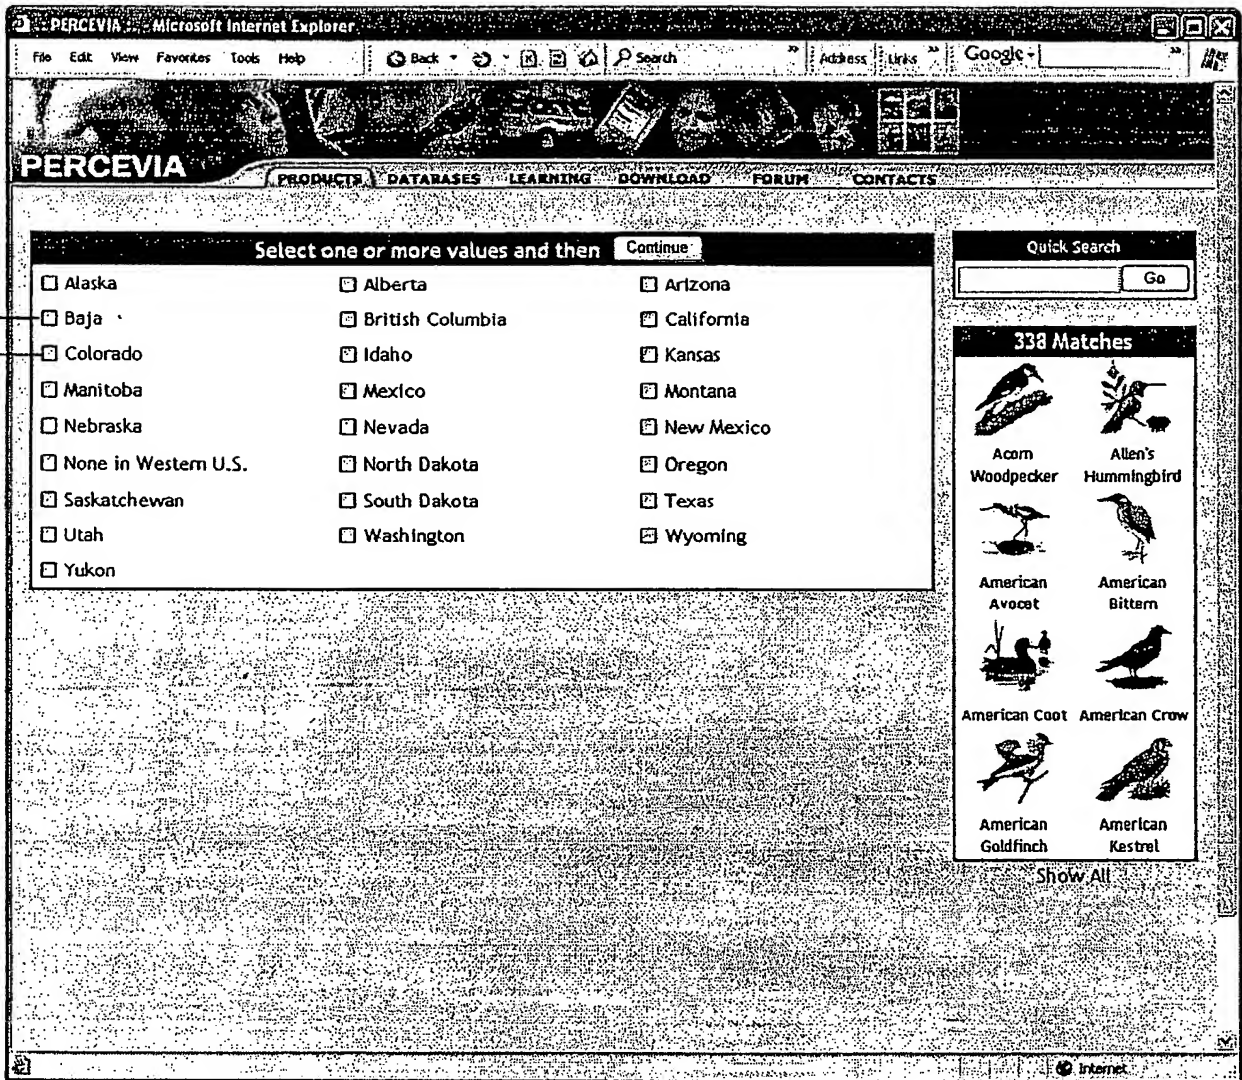 PERCEVIA ... Microsoft Internet Explorer
File Edit View Favorites Tools Help Back Search Address Links Google
PERCEVIA
PRODUCTS DATABASES LEARNING DOWNLOAD FORUM CONTACTS
Select one or more values and then Continue
Alaska Alberta Arizona
Baja British Columbia California
Colorado Idaho Kansas
Manitoba Mexico Montana
Nebraska Nevada New Mexico
None in Western U.S. North Dakota Oregon
Saskatchewan South Dakota Texas
Utah Washington Wyoming
Yukon
Quick Search
Go
338 Matches
Acorn Woodpecker
Allen's Hummingbird
American Avocet
American Bittern
American Coot
American Crow
American Goldfinch
American Kestrel
Show All
Internet